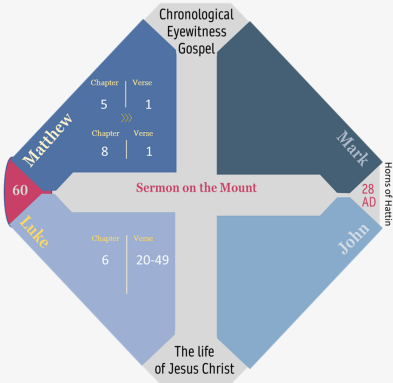 Chronological
Eyewitness
Gospel
Chapter Verse
5 1
Chapter Verse
8 1
Matthew
Mark
60
Sermon on the Mount
28
AD
Horns of Hattin
Luke
John
Chapter Verse
6 20-49
The life
of Jesus Christ